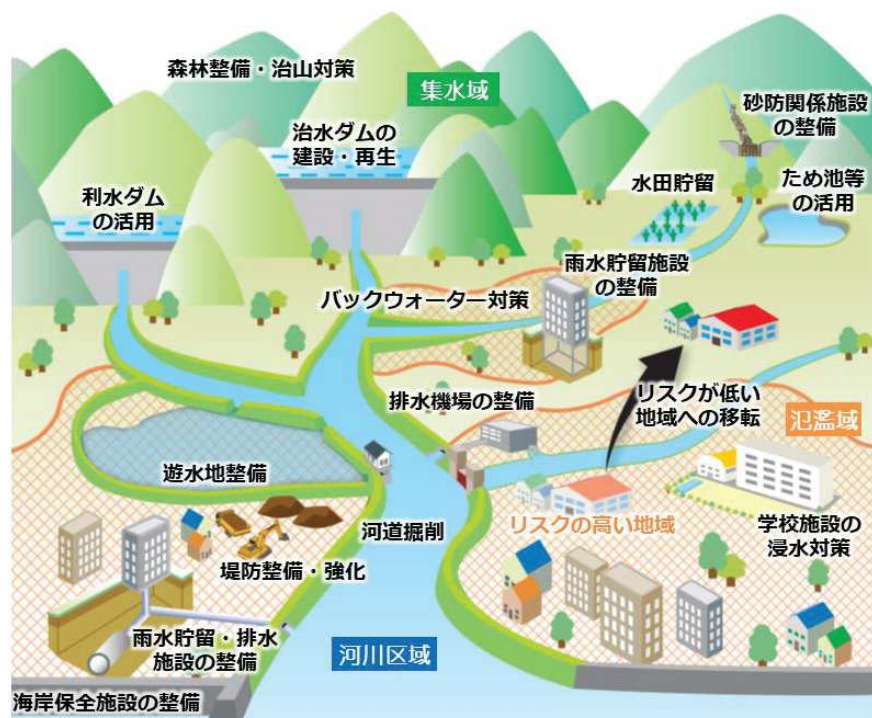 森林整備・治山対策
集水域
砂防関係施設
の整備
治水ダムの
建設・再生
水田貯留
ため池等
の活用
利水ダム
の活用
雨水貯留施設
の整備
バックウォーター対策
排水機場の整備
リスクが低い
地域への移転
氾濫域
遊水地整備
リスクの高い地域
学校施設の
浸水対策
河道掘削
堤防整備・強化
雨水貯留・排水
施設の整備
河川区域
海岸保全施設の整備